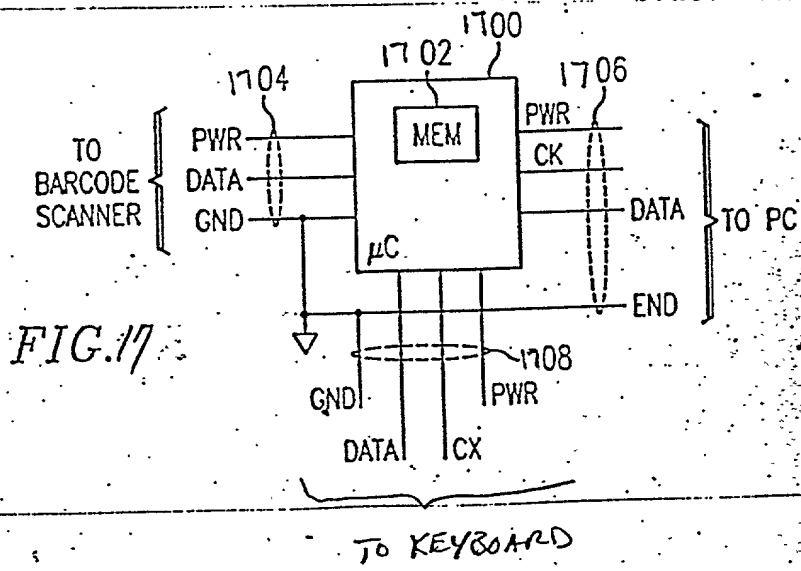 1700
1702
1704
1706
PWR
MEM
PWR
TO
BARCODE
SCANNER
CK
DATA
DATA
TO PC
GND
µC
END
FIG.17
1708
GND
PWR
DATA
CX
TO KEYBOARD